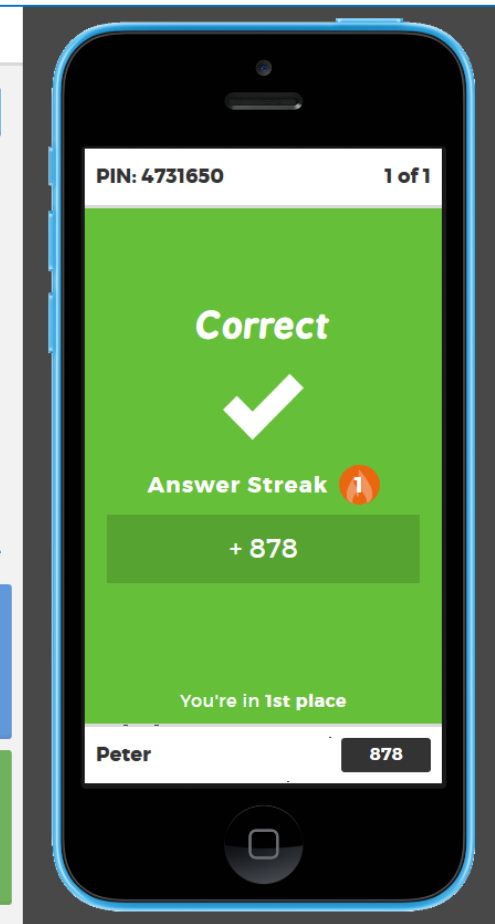 PIN: 4731650 1 of 1
Correct
Answer Streak 1
+ 878
You're in 1st place
Peter 878